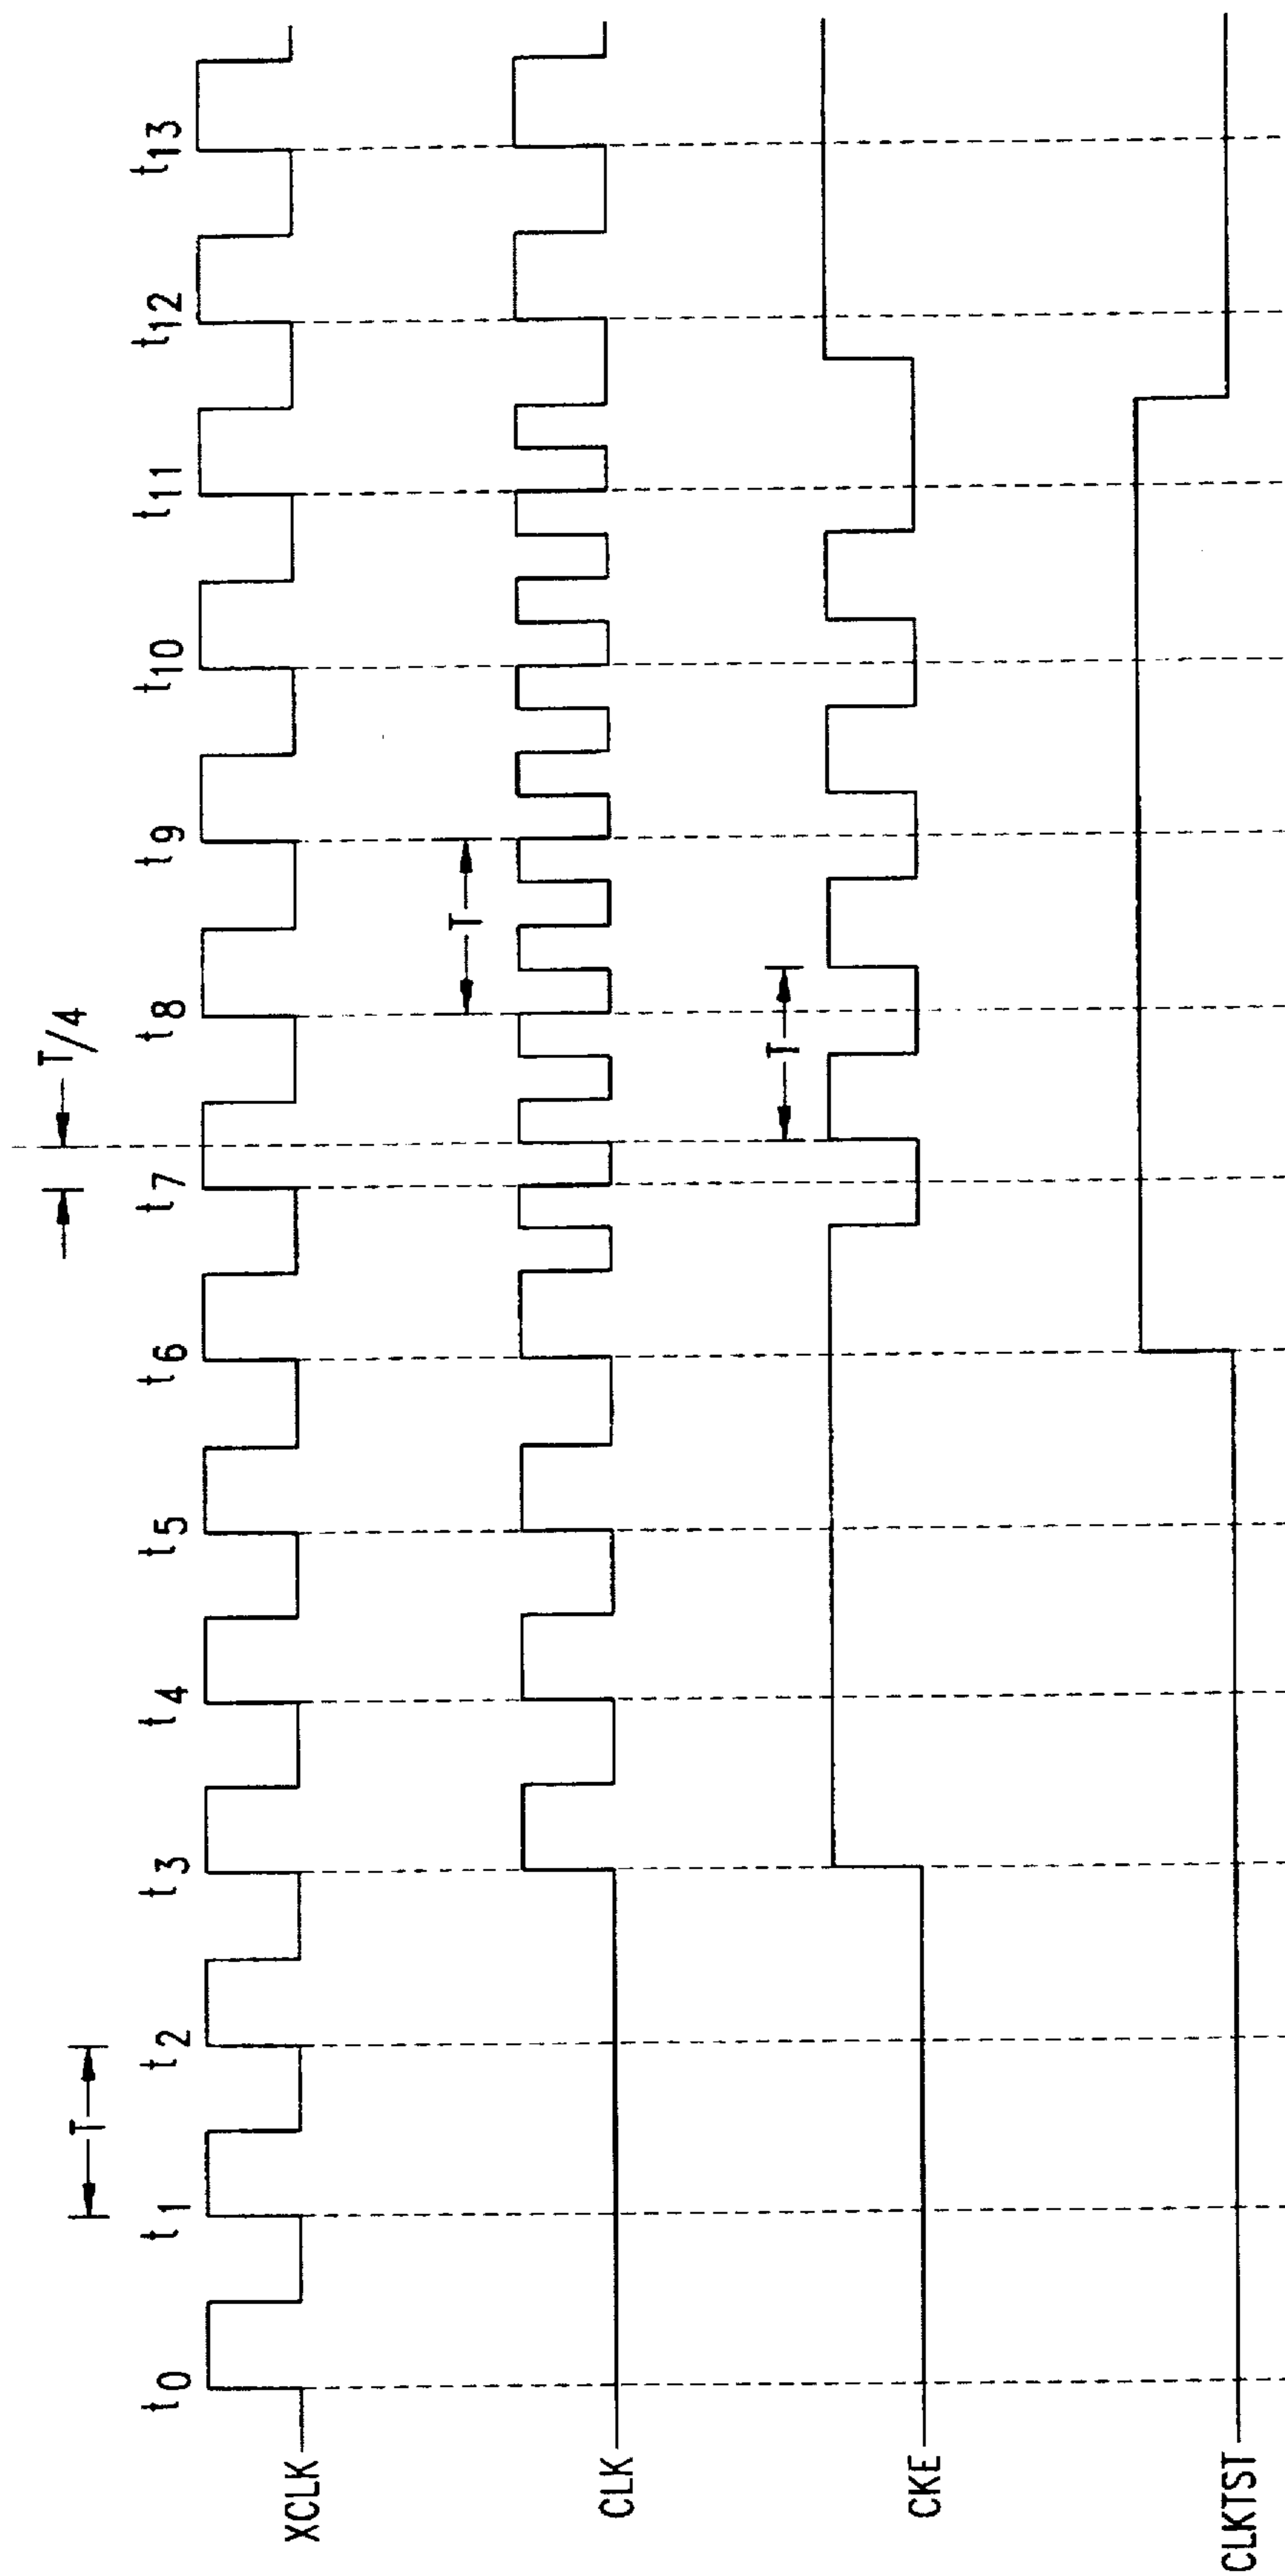 T
T/4
t0 t1 t2 t3 t4 t5 t6 t7 t8 t9 t10 t11 t12 t13
XCLK
T
CLK
T
CKE
CLKTST